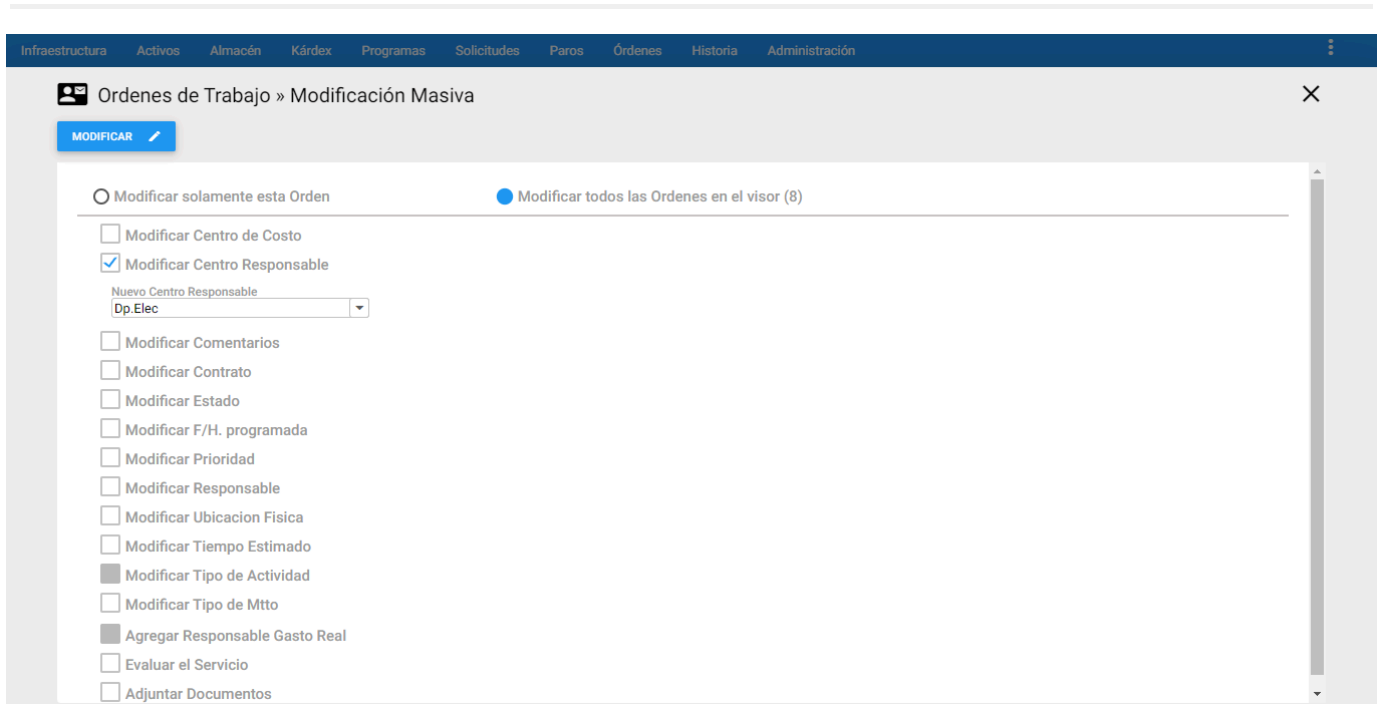 Infraestructura Activos Almacén Kárdex Programas Solicitudes Paros Órdenes Historia Administración
Ordenes de Trabajo » Modificación Masiva
MODIFICAR
Modificar solamente esta Orden Modificar todos las Ordenes en el visor (8)
Modificar Centro de Costo
Modificar Centro Responsable
Nuevo Centro Responsable
Dp.Elec
Modificar Comentarios
Modificar Contrato
Modificar Estado
Modificar F/H. programada
Modificar Prioridad
Modificar Responsable
Modificar Ubicacion Fisica
Modificar Tiempo Estimado
Modificar Tipo de Actividad
Modificar Tipo de Mtto
Agregar Responsable Gasto Real
Evaluar el Servicio
Adjuntar Documentos